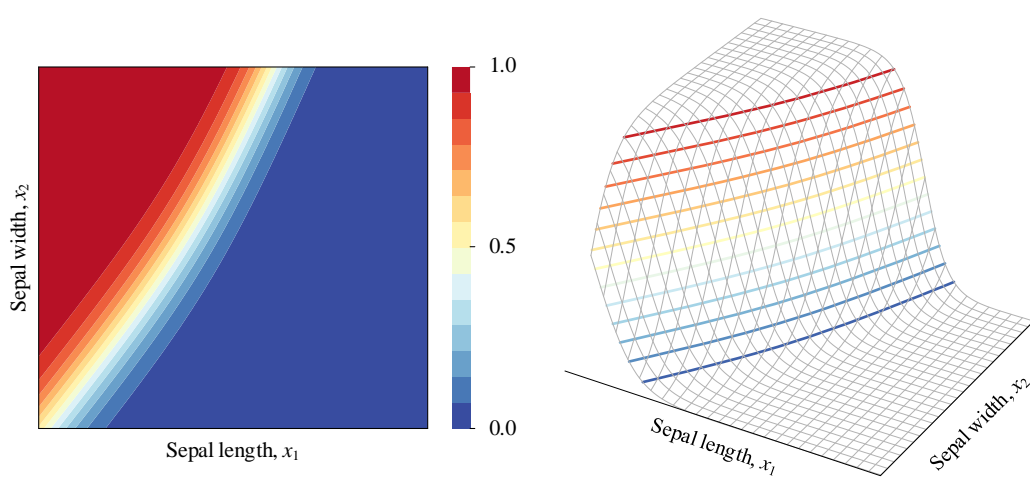 1.0
0.5
0.0
Sepal width, x₂
Sepal length, x₁
Sepal length, x₁
Sepal width, x₂